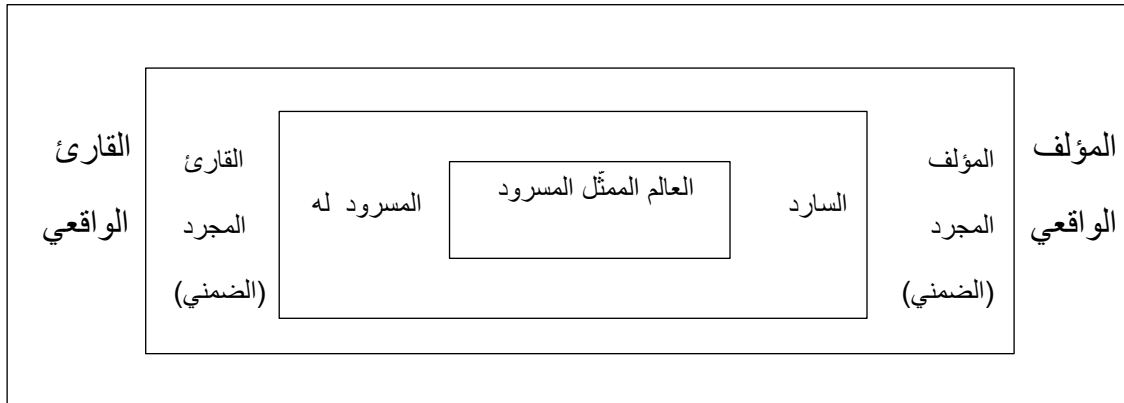 المؤلف
الواقعي
المؤلف
المجرد
(الضمني)
السارد
العالم الممثّل المسرود
المسرود له
القارئ
المجرد
(الضمني)
القارئ
الواقعي